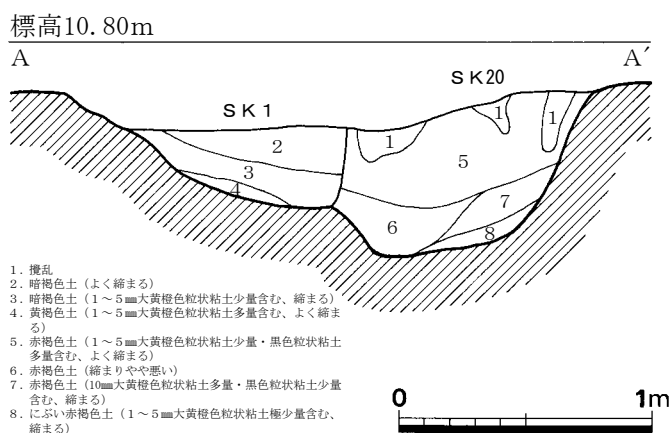 標高10.80m
A A′
SK20
SK1
1
1
1
2
3
4
5
6
7
8
1．攪乱
2．暗褐色土（よく締まる）
3．暗褐色土（１～５㎜大黄橙色粒状粘土少量含む、締まる）
4．黄褐色土（１～５㎜大黄橙色粒状粘土多量含む、よく締ま
る）
5．赤褐色土（１～５㎜大黄橙色粒状粘土少量・黒色粒状粘土
多量含む、よく締まる）
6．赤褐色土（締まりやや悪い）
7．赤褐色土（10㎜大黄橙色粒状粘土多量・黒色粒状粘土少量
含む、締まる）
8．にぶい赤褐色土（１～５㎜大黄橙色粒状粘土極少量含む、
締まる）
0 1m